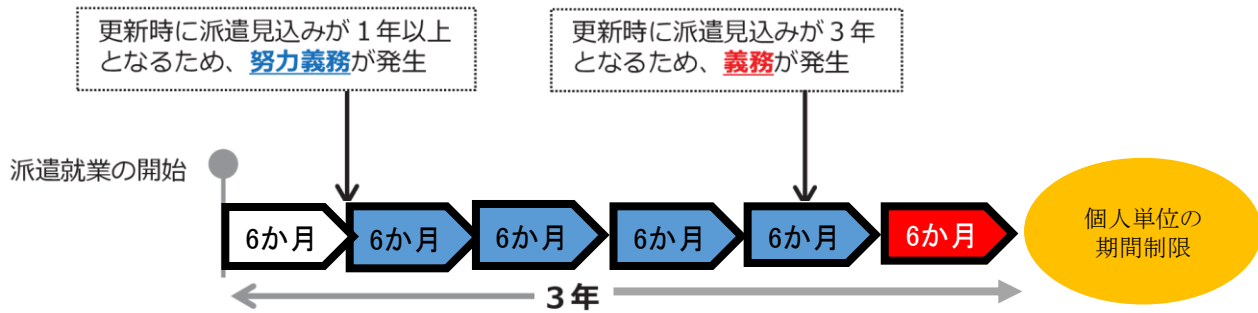 更新時に派遣見込みが１年以上
となるため、努力義務が発生
更新時に派遣見込みが３年
となるため、義務が発生
派遣就業の開始
6か月
6か月
6か月
6か月
6か月
6か月
個人単位の
期間制限
３年